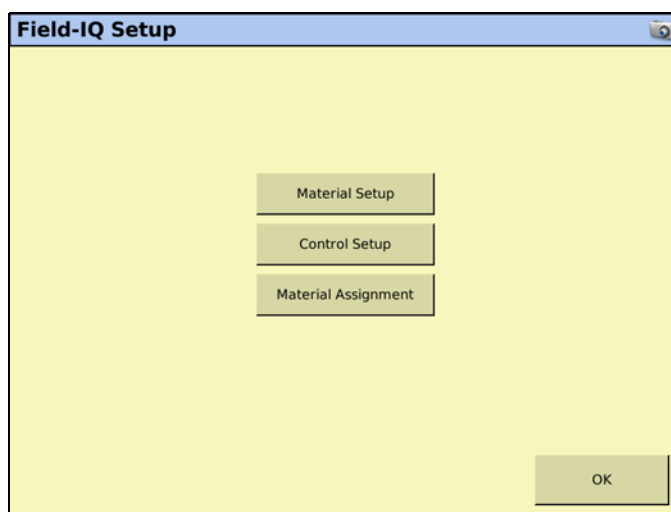 Field-IQ Setup
Material Setup
Control Setup
Material Assignment
OK